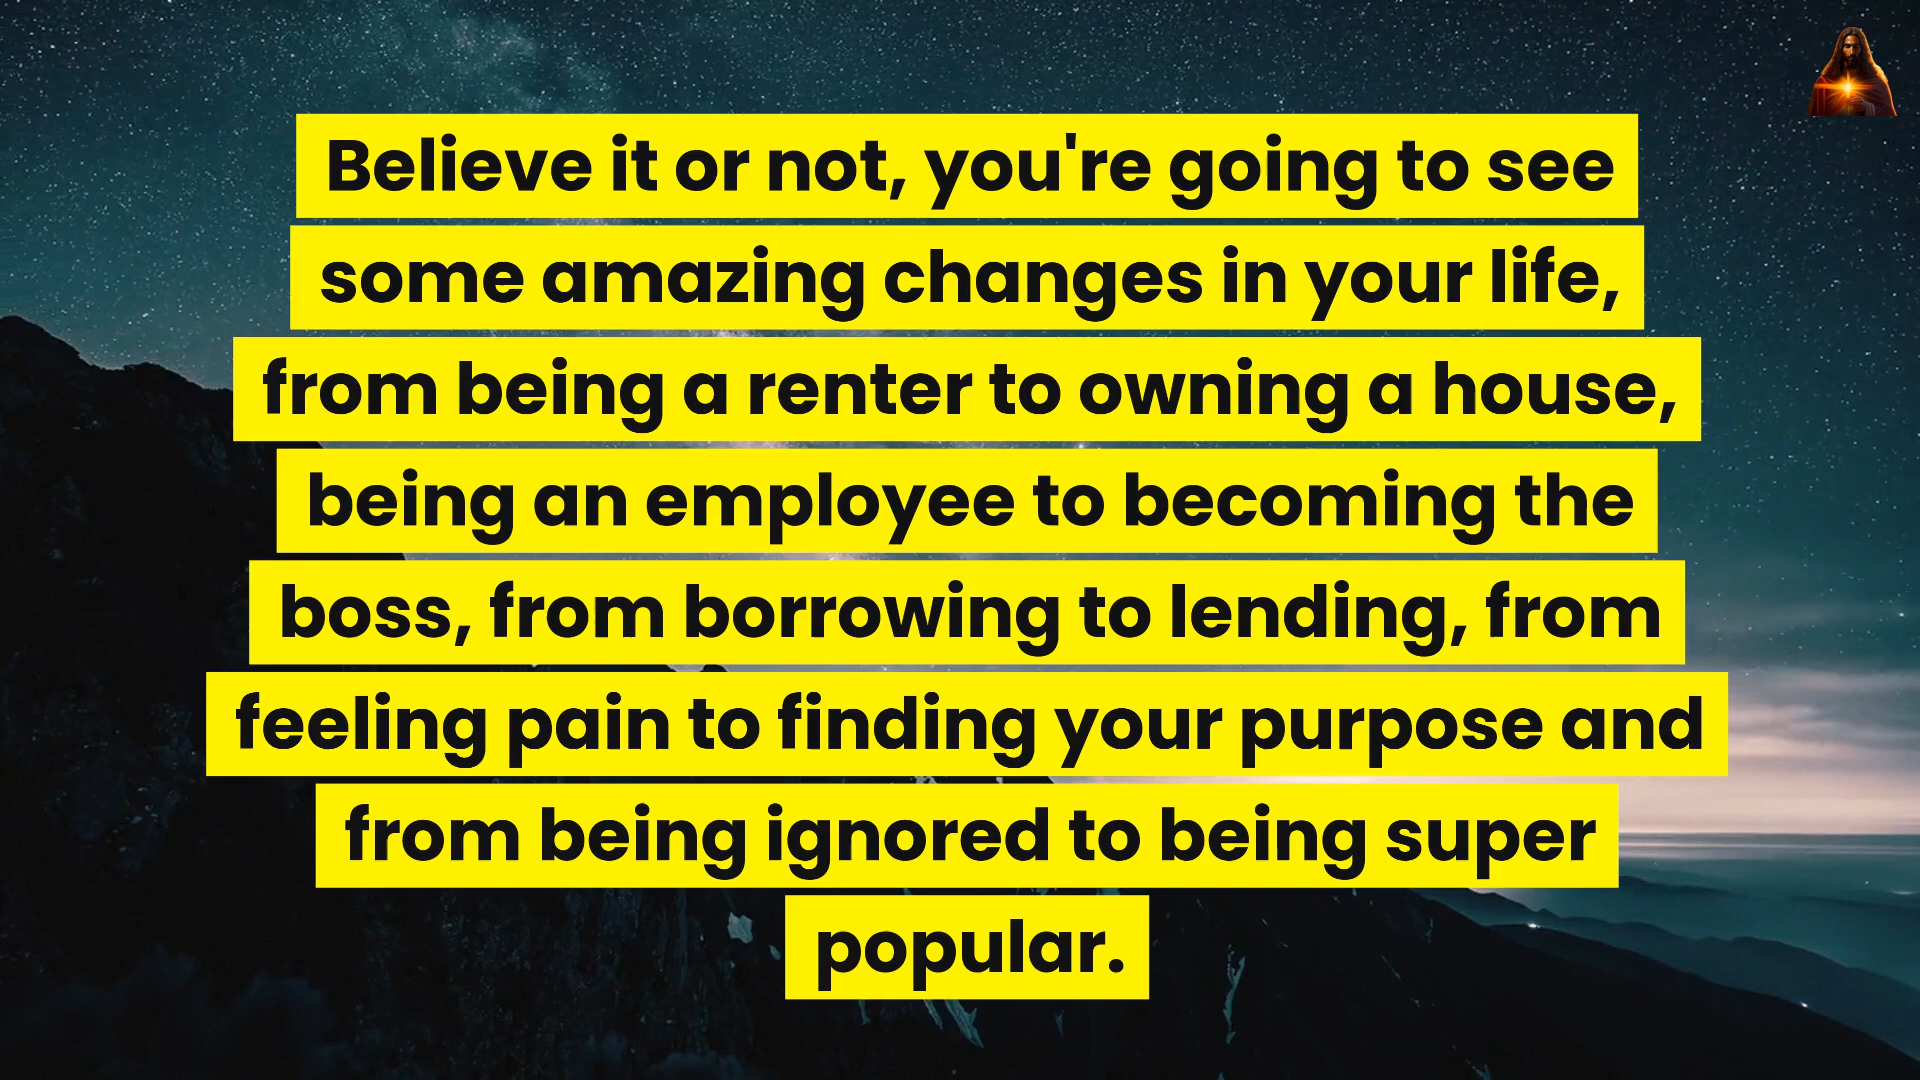 Believe it or not, you're going to see
some amazing changes in your life,
from being a renter to owning a house,
being an employee to becoming the
boss, from borrowing to lending, from
feeling pain to finding your purpose and
from being ignored to being super
popular.